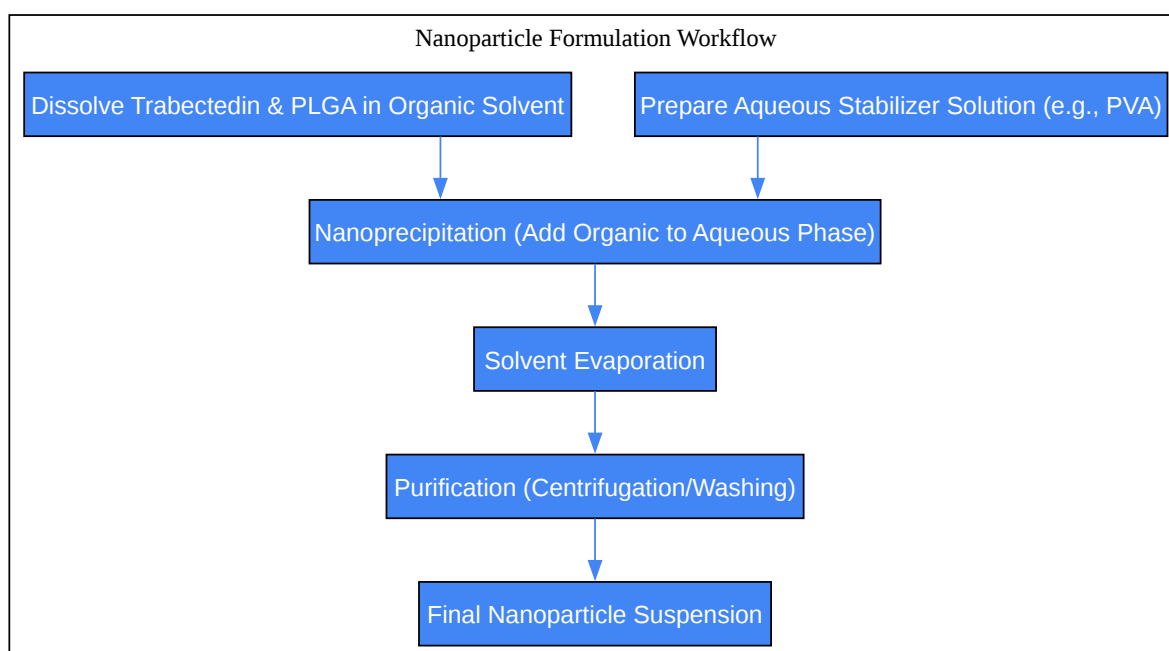 Nanoparticle Formulation Workflow
Dissolve Trabectedin & PLGA in Organic Solvent
Prepare Aqueous Stabilizer Solution (e.g., PVA)
Nanoprecipitation (Add Organic to Aqueous Phase)
Solvent Evaporation
Purification (Centrifugation/Washing)
Final Nanoparticle Suspension